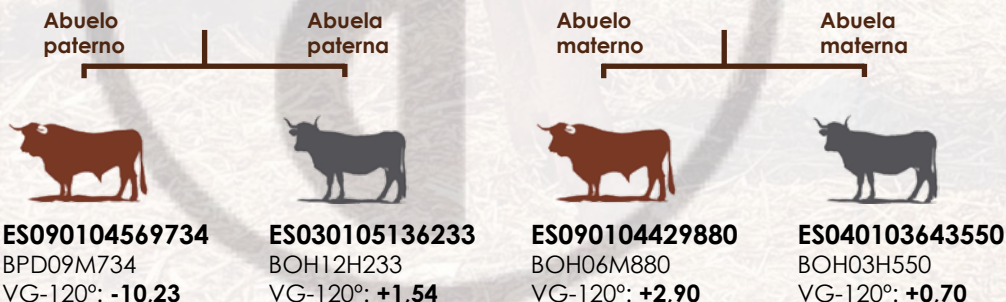 Abuelo
paterno
Abuela
paterna
Abuelo
materno
Abuela
materna
ES090104569734
BPD09M734
VG-120º: -10,23
ES030105136233
BOH12H233
VG-120º: +1,54
ES090104429880
BOH06M880
VG-120º: +2,90
ES040103643550
BOH03H550
VG-120º: +0,70